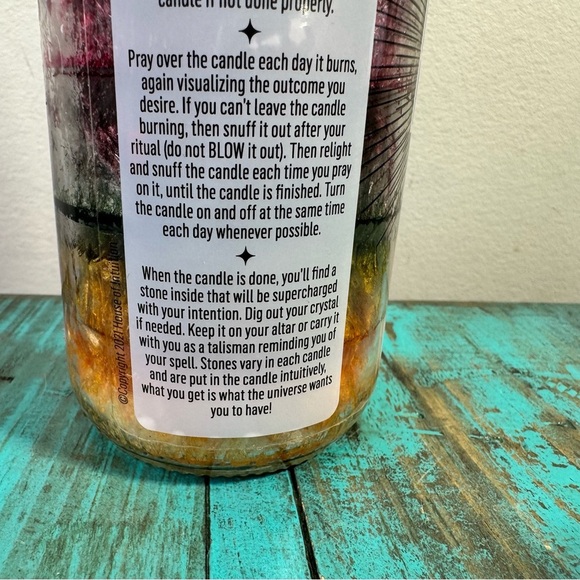 candle if not done properly.
Pray over the candle each day it burns,
again visualizing the outcome you
desire. If you can't leave the candle
burning, then snuff it out after your
ritual (do not BLOW it out). Then relight
and snuff the candle each time you pray
on it, until the candle is finished. Turn
the candle on and off at the same time
each day whenever possible.
When the candle is done, you'll find a
stone inside that will be supercharged
with your intention. Dig out your crystal
if needed. Keep it on your altar or carry it
with you as a talisman reminding you of
your spell. Stones vary in each candle
and are put in the candle intuitively,
what you get is what the universe wants
you to have!
©Copyright 2021 House of